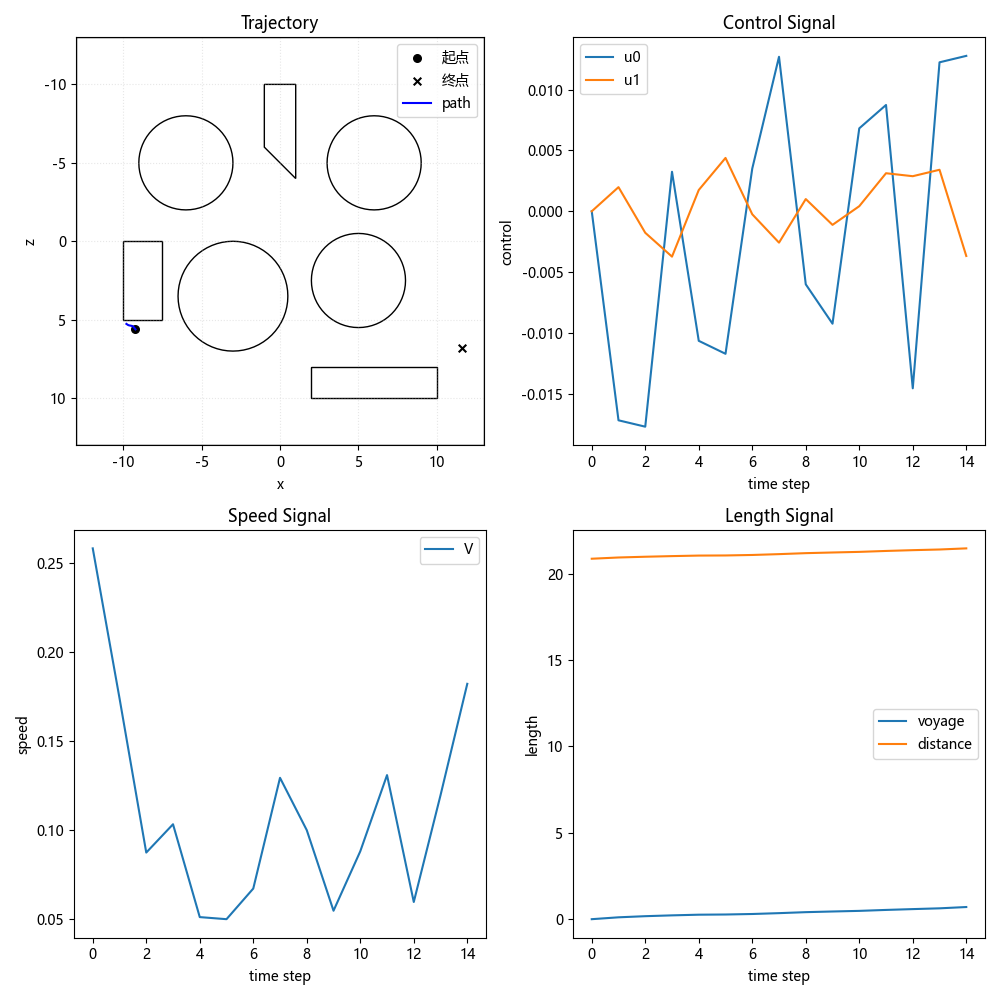 Trajectory
起点
终点
path
-10
-5
0
5
10
z
-10
-5
0
5
10
x
Control Signal
u0
u1
0.010
0.005
0.000
-0.005
-0.010
-0.015
control
0
2
4
6
8
10
12
14
time step
Speed Signal
V
0.25
0.20
0.15
0.10
0.05
speed
0
2
4
6
8
10
12
14
time step
Length Signal
20
15
10
5
0
length
voyage
distance
0
2
4
6
8
10
12
14
time step